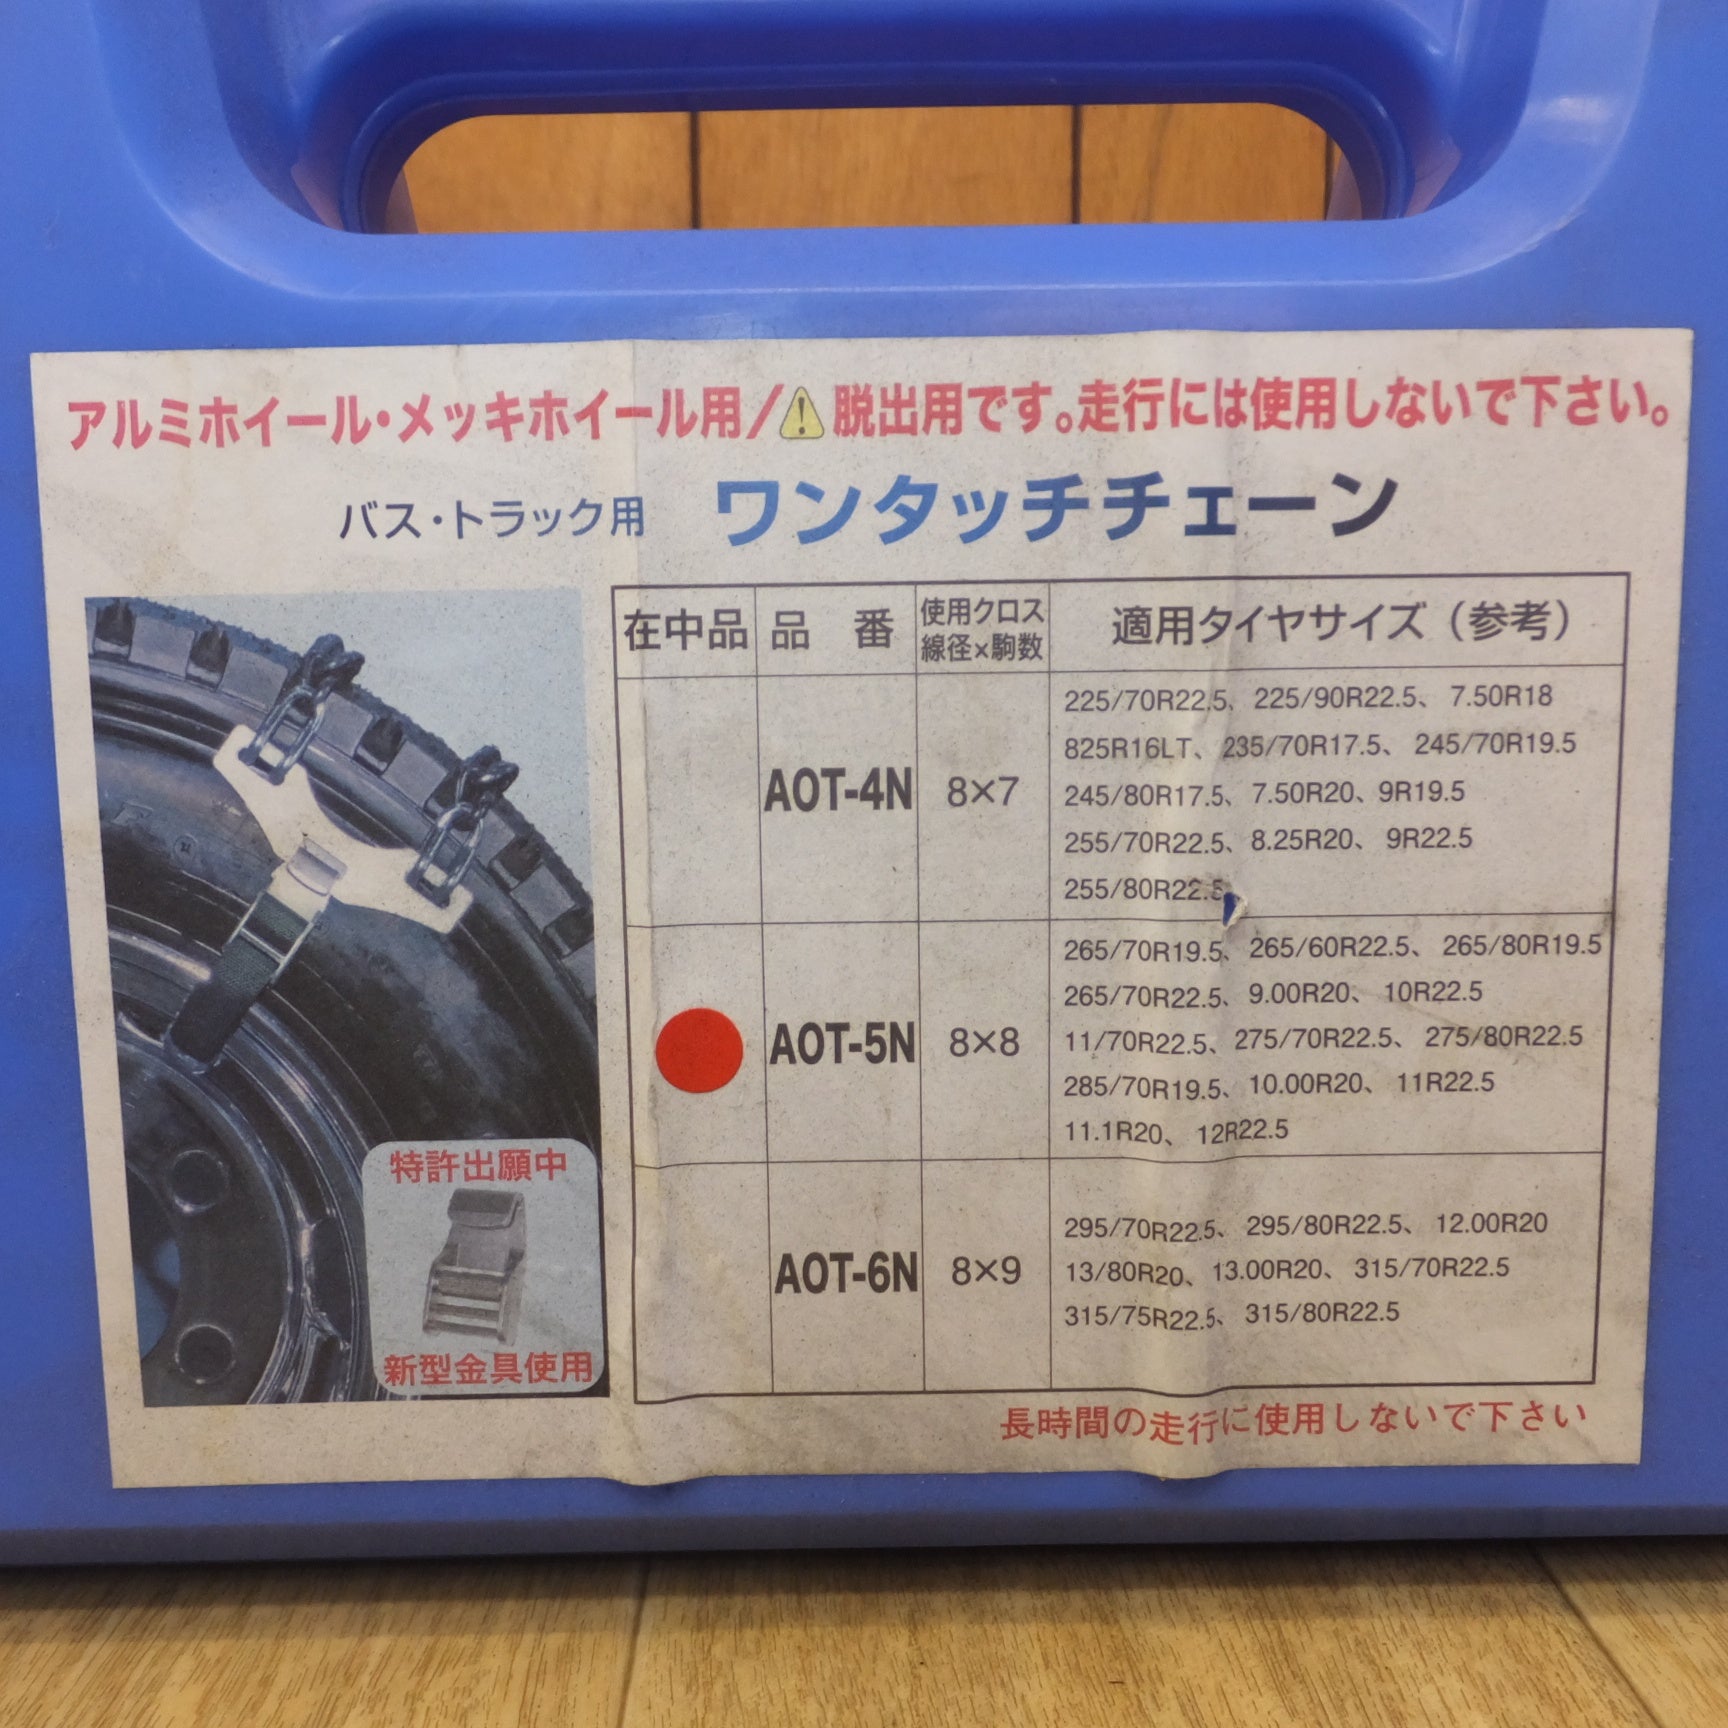 アルミホイール・メッキホイール用/⚠脱出用です。走行には使用しないで下さい。
バス・トラック用 ワンタッチチェーン
在中品 品 番 使用クロス線径×駒数 適用タイヤサイズ（参考）
AOT-4N 8×7
225/70R22.5、225/90R22.5、7.50R18
825R16LT、235/70R17.5、245/70R19.5
245/80R17.5、7.50R20、9R19.5
255/70R22.5、8.25R20、9R22.5
255/80R22.5
AOT-5N 8×8
265/70R19.5、265/60R22.5、265/80R19.5
265/70R22.5、9.00R20、10R22.5
11/70R22.5、275/70R22.5、275/80R22.5
285/70R19.5、10.00R20、11R22.5
11.1R20、12R22.5
AOT-6N 8×9
295/70R22.5、295/80R22.5、12.00R20
13/80R20、13.00R20、315/70R22.5
315/75R22.5、315/80R22.5
特許出願中
新型金具使用
長時間の走行に使用しないで下さい